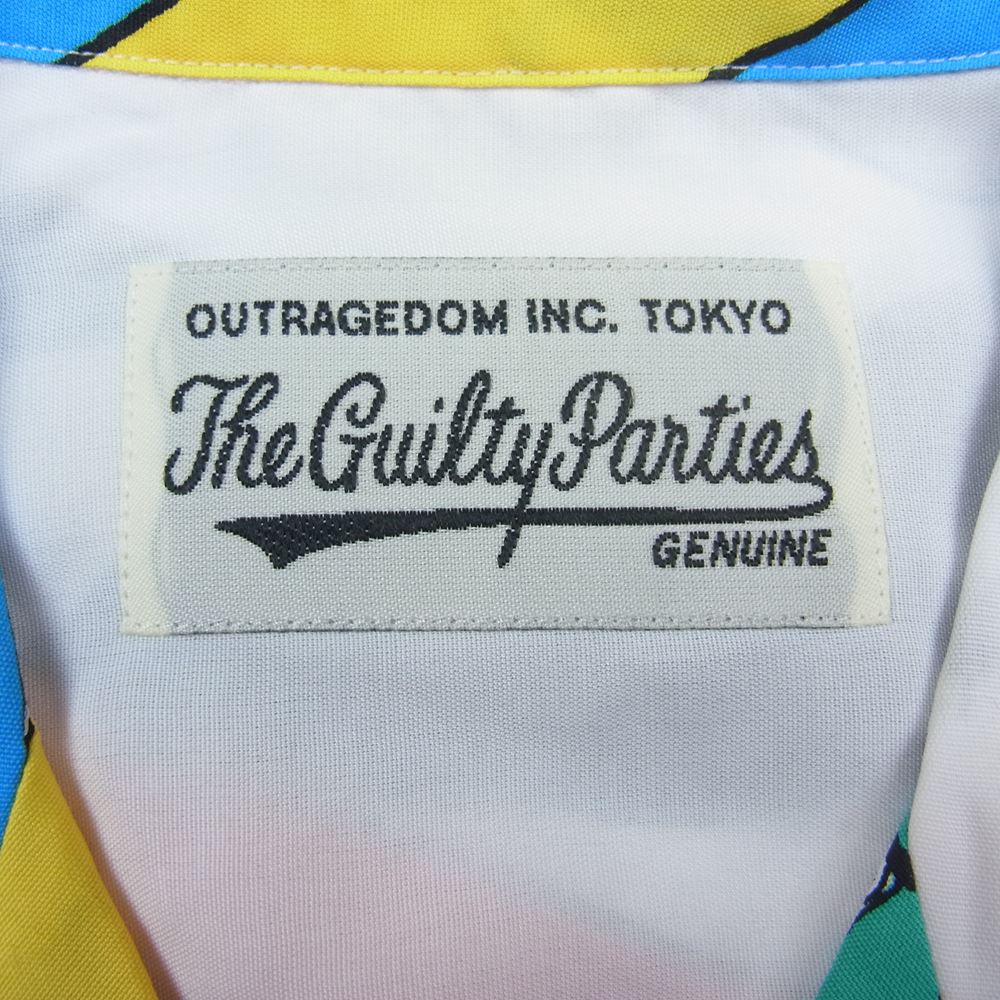 OUTRAGEDOM INC. TOKYO
The Guilty Parties
GENUINE